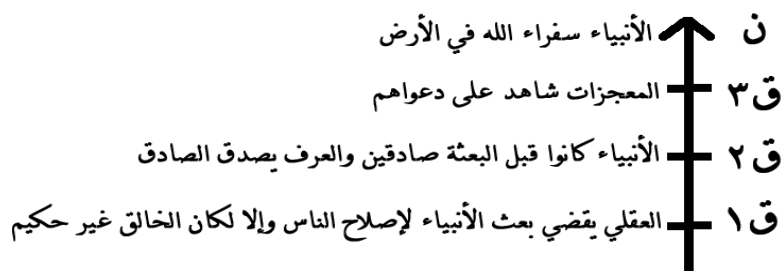 ن الأنبياء سفراء الله في الأرض
ق٣ المعجزات شاهد على دعواهم
ق٢ الأنبياء كانوا قبل البعثة صادقين والعرف يصدق الصادق
ق١ العقلي يقضي بعث الأنبياء لإصلاح الناس وإلا لكان الخالق غير حكيم